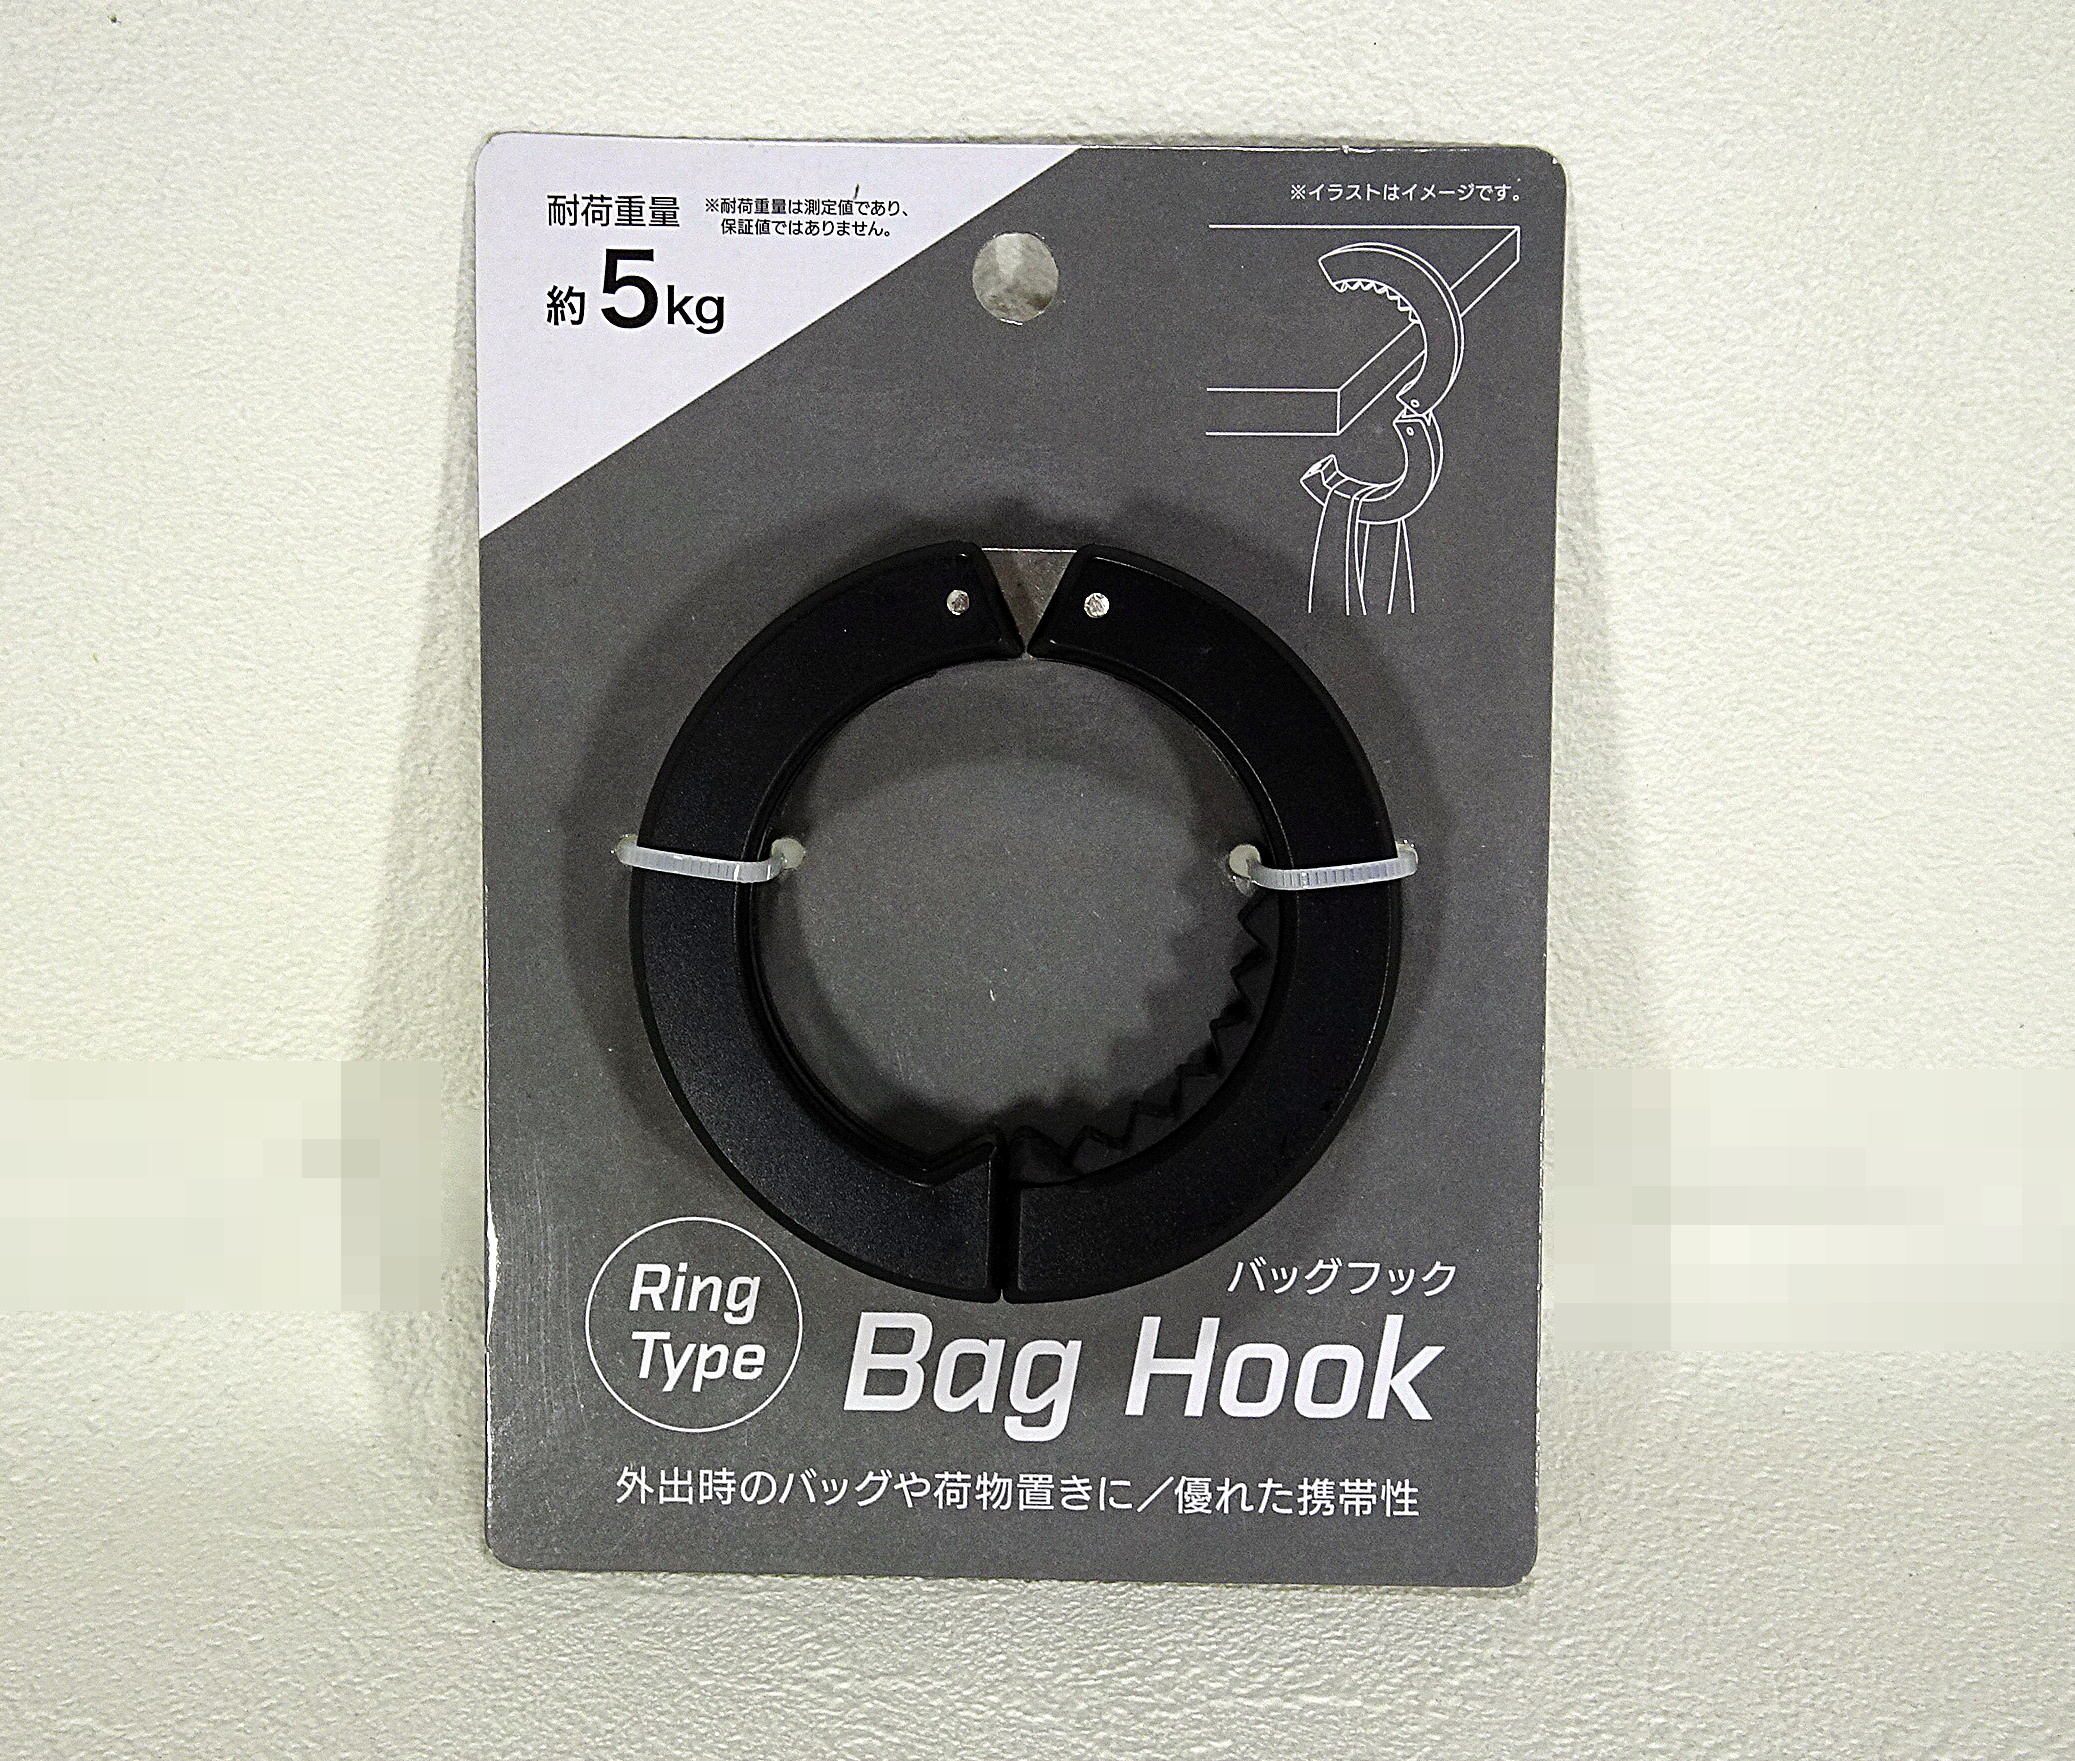 耐荷重量
※耐荷重量は測定値であり、
保証値ではありません。
約5kg
※イラストはイメージです。
Ring
Type
バッグフック
Bag Hook
外出時のバッグや荷物置きに／優れた携帯性